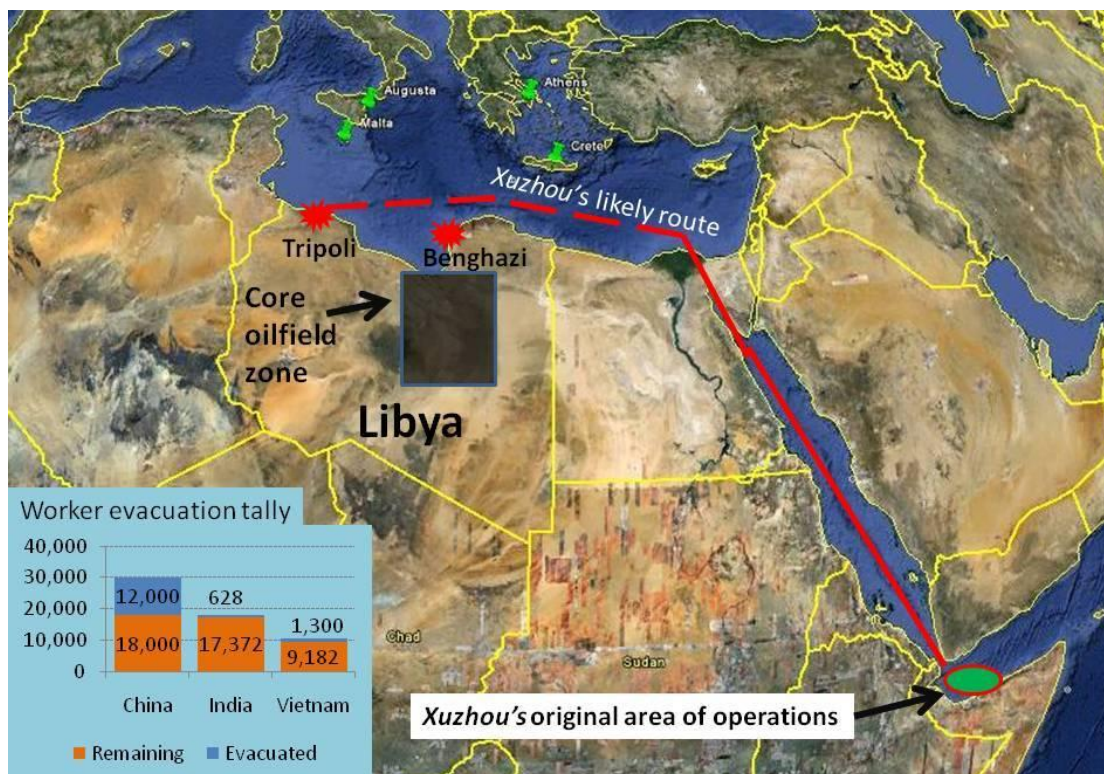 Augusta
Malta
Athens
Crete
Xuzhou's likely route
Tripoli
Benghazi
Core
oilfield
zone
Libya
Worker evacuation tally
40,000
30,000
20,000
10,000
0
12,000
18,000
628
17,372
1,300
9,182
China India Vietnam
Remaining Evacuated
Chad
Sudan
Xuzhou's original area of operations